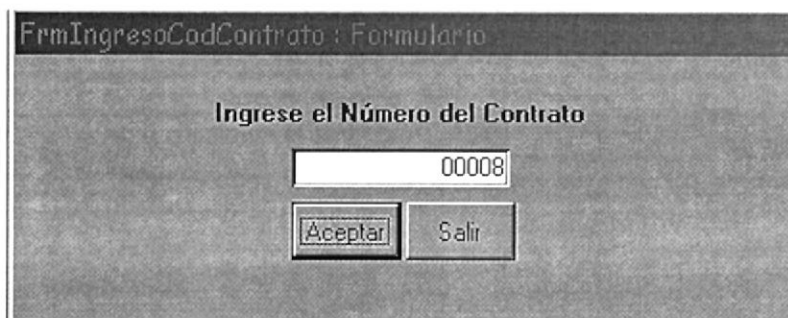 FrmIngresoCodContrato : Formulario
Ingrese el Número del Contrato
00008
Aceptar Salir